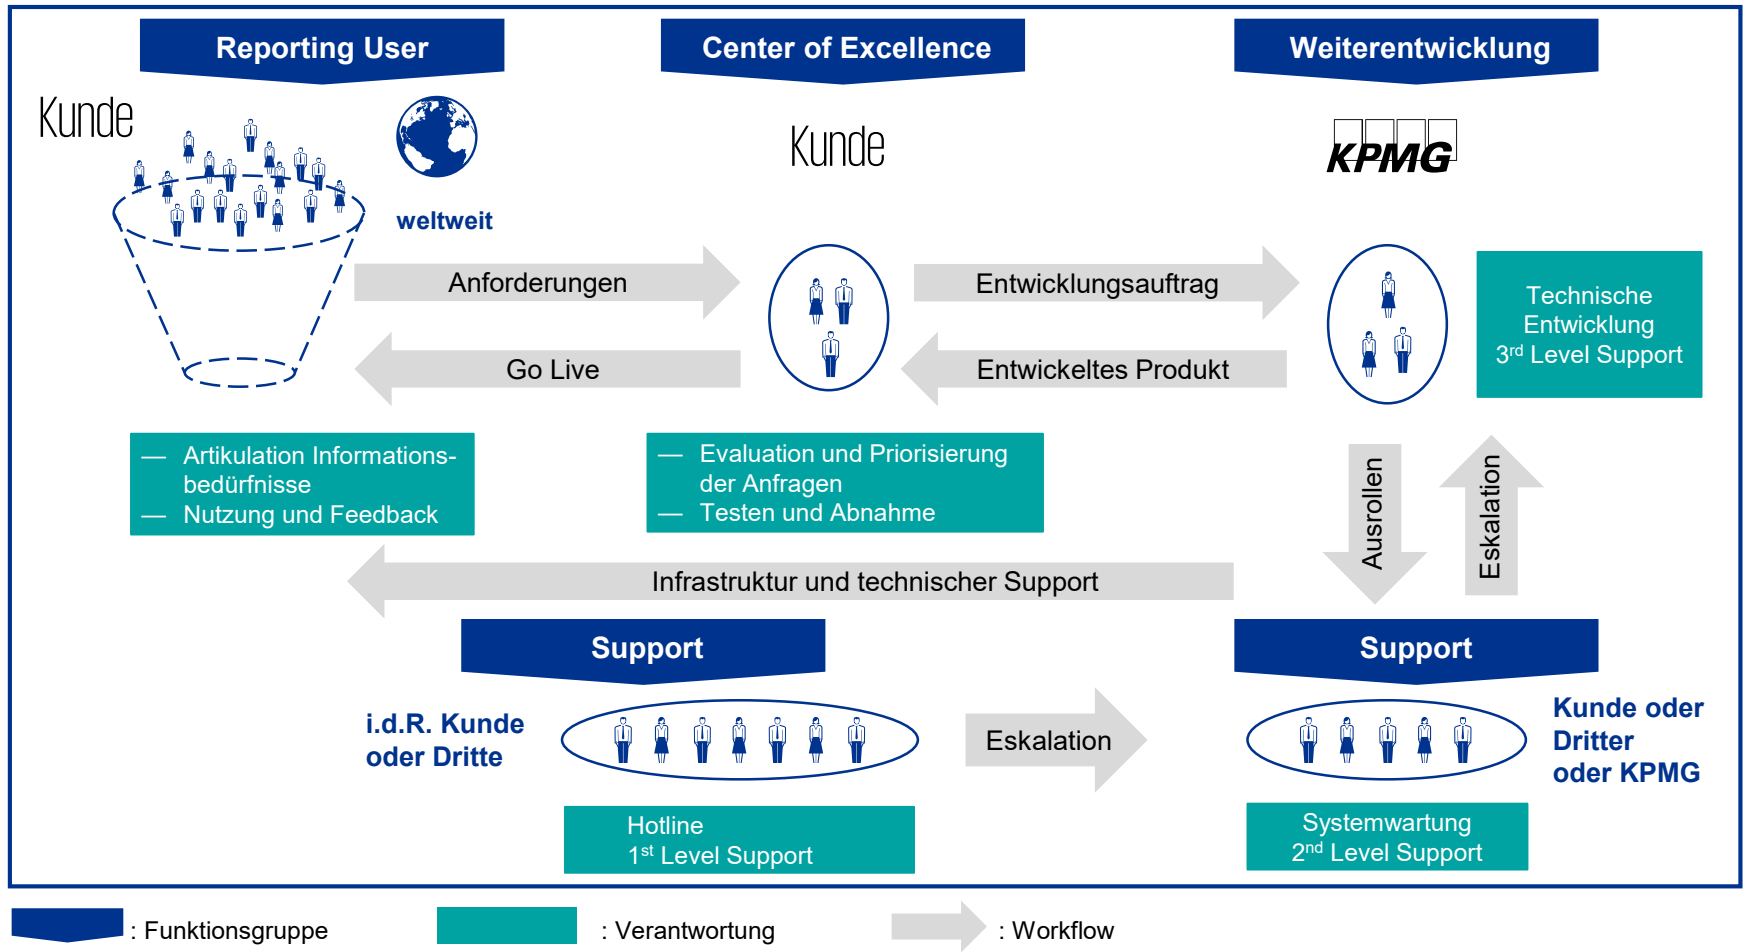 Reporting User
Center of Excellence
Weiterentwicklung
Kunde
weltweit
Kunde
KPMG
Anforderungen
Entwicklungsauftrag
Technische
Entwicklung
3rd Level Support
Go Live
Entwickeltes Produkt
— Artikulation Informations-
bedürfnisse
— Nutzung und Feedback
— Evaluation und Priorisierung
der Anfragen
— Testen und Abnahme
Ausrollen
Eskalation
Infrastruktur und technischer Support
Support
Support
i.d.R. Kunde
oder Dritte
Eskalation
Kunde oder
Dritter
oder KPMG
Hotline
1st Level Support
Systemwartung
2nd Level Support
: Funktionsgruppe
: Verantwortung
: Workflow